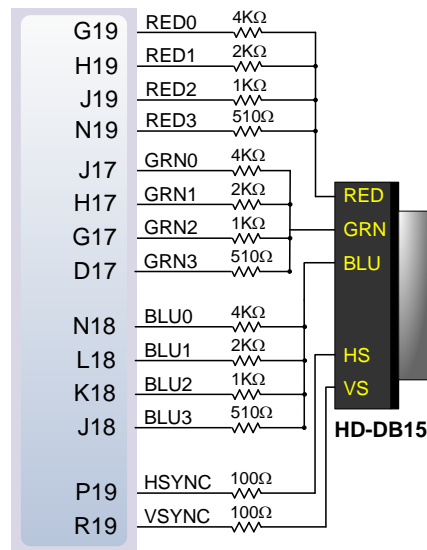 G19 RED0 4KΩ
H19 RED1 2KΩ
J19 RED2 1KΩ
N19 RED3 510Ω
J17 GRN0 4KΩ
H17 GRN1 2KΩ
G17 GRN2 1KΩ
D17 GRN3 510Ω
N18 BLU0 4KΩ
L18 BLU1 2KΩ
K18 BLU2 1KΩ
J18 BLU3 510Ω
P19 HSYNC 100Ω
R19 VSYNC 100Ω
RED
GRN
BLU
HS
VS
HD-DB15